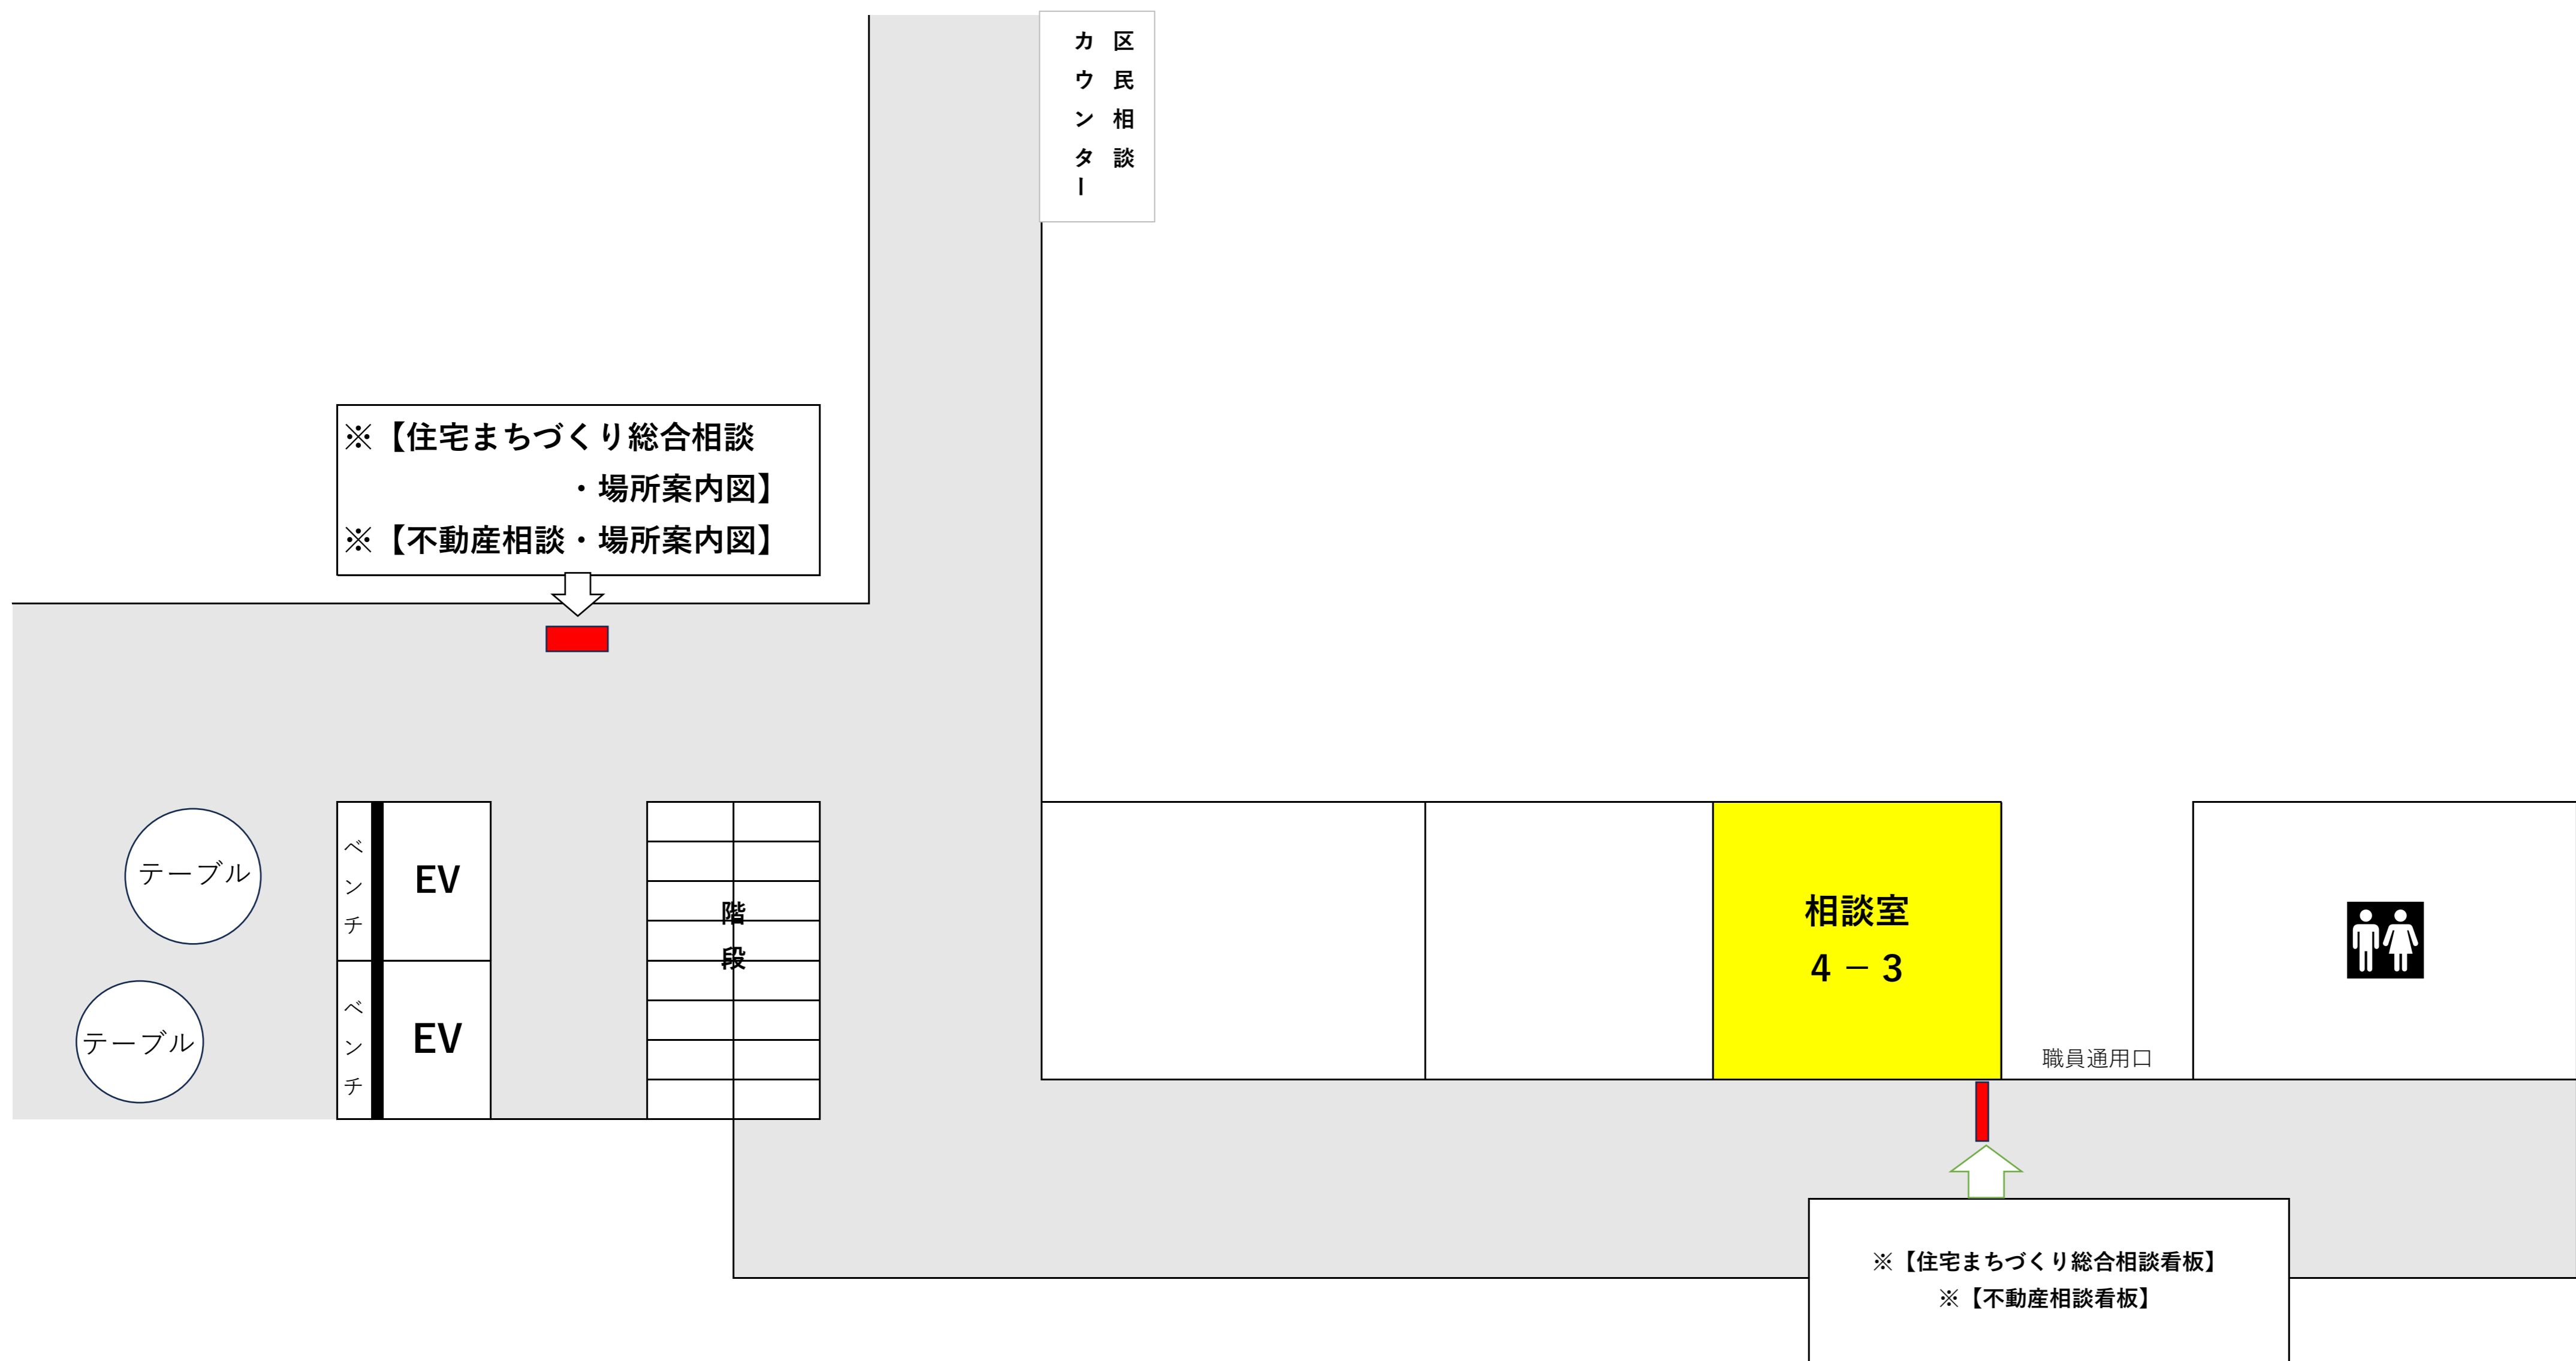 区民相談
カウンター
※【住宅まちづくり総合相談
・場所案内図】
※【不動産相談・場所案内図】
テーブル
テーブル
ベンチ
ベンチ
EV
EV
階段
相談室
4－3
職員通用口
※【住宅まちづくり総合相談看板】
※【不動産相談看板】